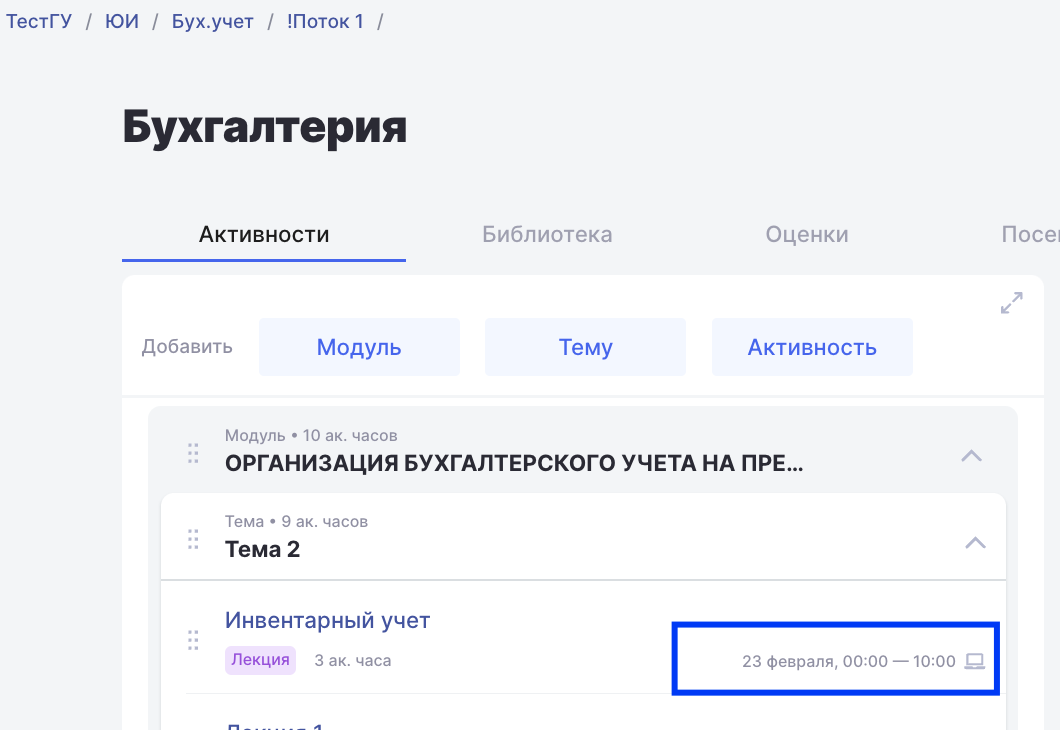 ТестГУ / ЮИ / Бух.учет / !Поток 1 /
Бухгалтерия
Активности Библиотека Оценки
Добавить Модуль Тему Активность
Модуль • 10 ак. часов
ОРГАНИЗАЦИЯ БУХГАЛТЕРСКОГО УЧЕТА НА ПРЕ...
Тема • 9 ак. часов
Тема 2
Инвентарный учет
Лекция 3 ак. часа 23 февраля, 00:00 — 10:00